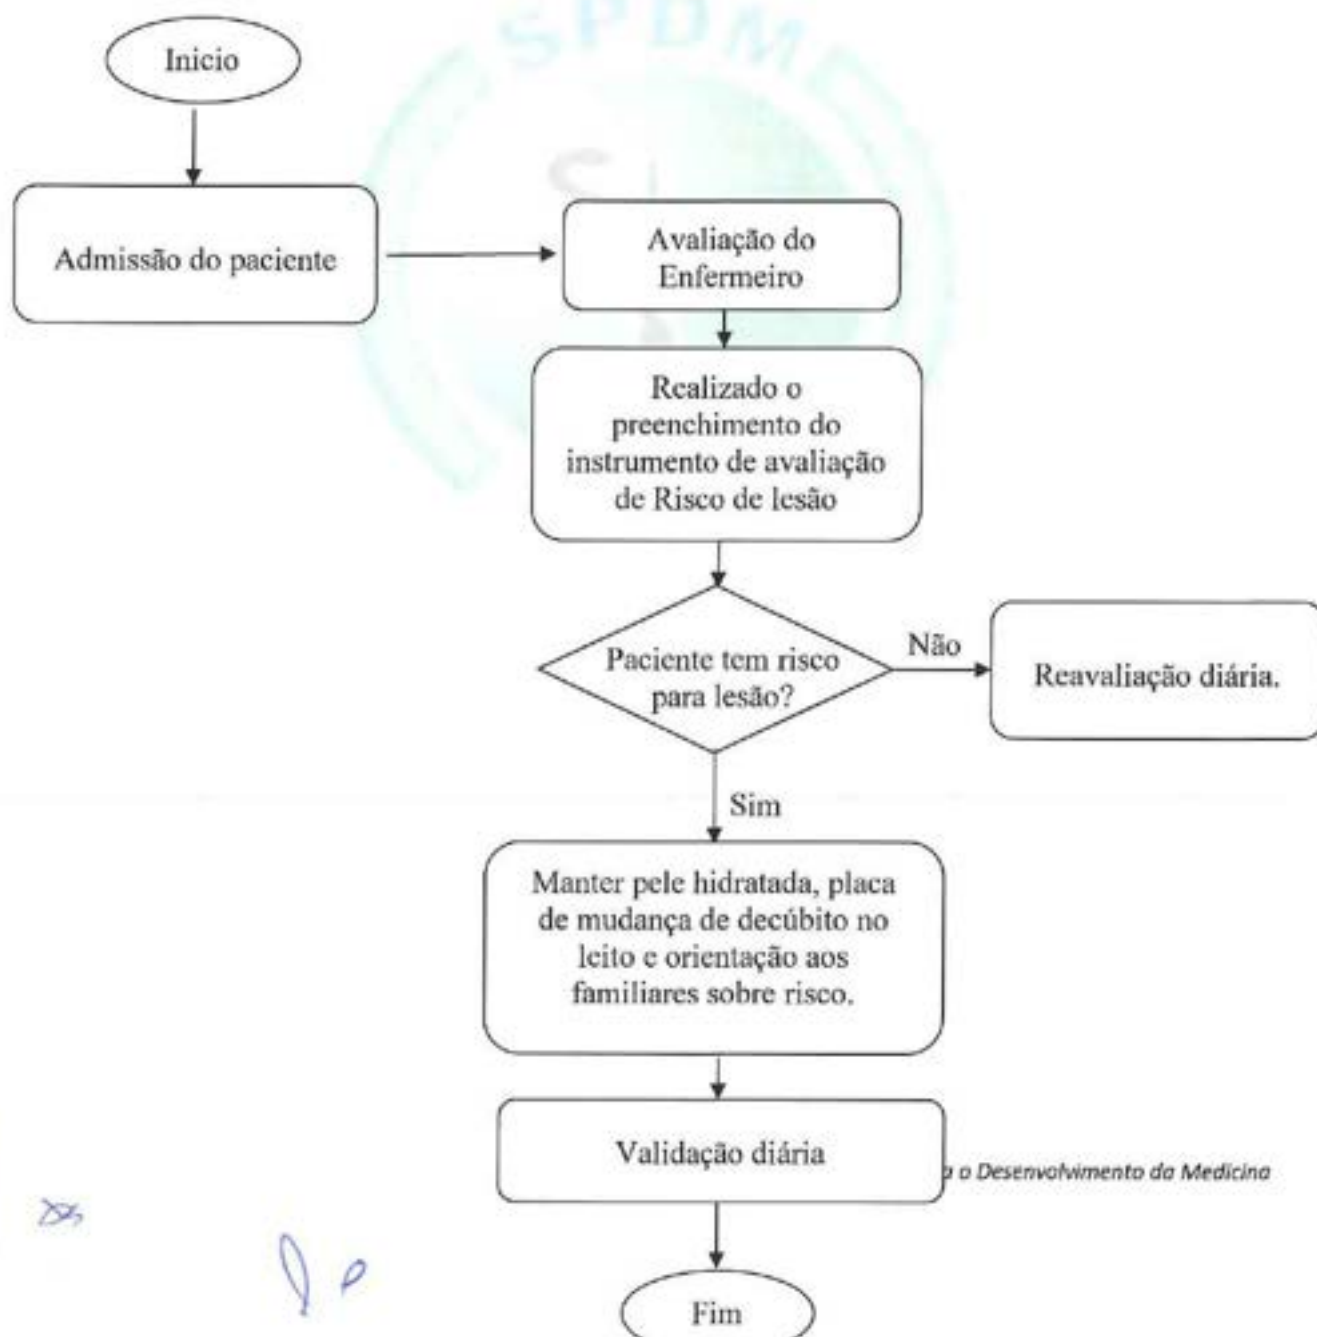 SPDM
Inicio
Admissão do paciente
Avaliação do
Enfermeiro
Realizado o
preenchimento do
instrumento de avaliação
de Risco de lesão
Paciente tem risco
para lesão?
Não
Reavaliação diária.
Sim
Manter pele hidratada, placa
de mudança de decúbito no
leito e orientação aos
familiares sobre risco.
Validação diária
a o Desenvolvimento da Medicina
Fim